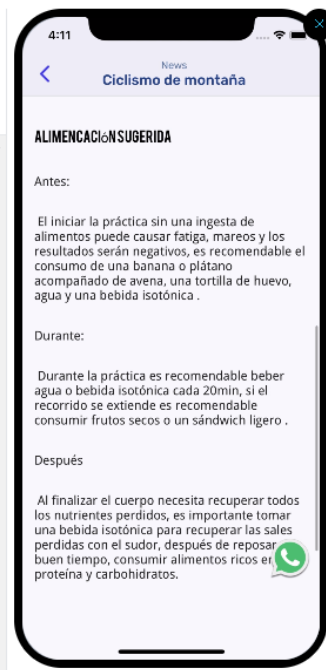 4:11
News
Ciclismo de montaña
ALIMENCACIóN SUGERIDA
Antes:
El iniciar la práctica sin una ingesta de
alimentos puede causar fatiga, mareos y los
resultados serán negativos, es recomendable el
consumo de una banana o plátano
acompañado de avena, una tortilla de huevo,
agua y una bebida isotónica .
Durante:
Durante la práctica es recomendable beber
agua o bebida isotónica cada 20min, si el
recorrido se extiende es recomendable
consumir frutos secos o un sándwich ligero .
Después
Al finalizar el cuerpo necesita recuperar todos
los nutrientes perdidos, es importante tomar
una bebida isotónica para recuperar las sales
perdidas con el sudor, después de reposar
buen tiempo, consumir alimentos ricos en
proteína y carbohidratos.